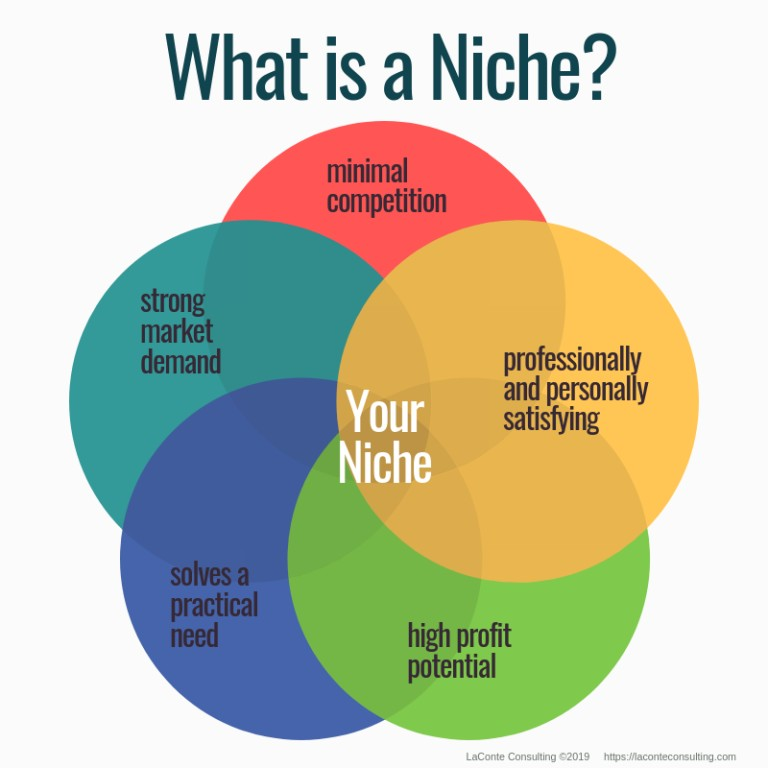 What is a Niche?
minimal
competition
strong
market
demand
professionally
and personally
satisfying
Your
Niche
solves a
practical
need
high profit
potential
LaConte Consulting ©2019 https://laconteconsulting.com